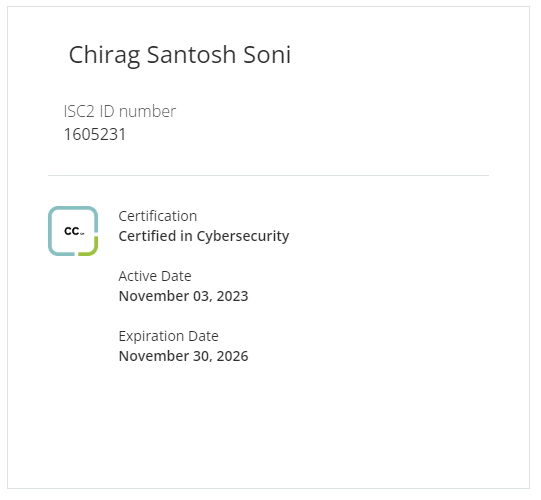 Chirag Santosh Soni
ISC2 ID number
1605231
CC
Certification
Certified in Cybersecurity
Active Date
November 03, 2023
Expiration Date
November 30, 2026